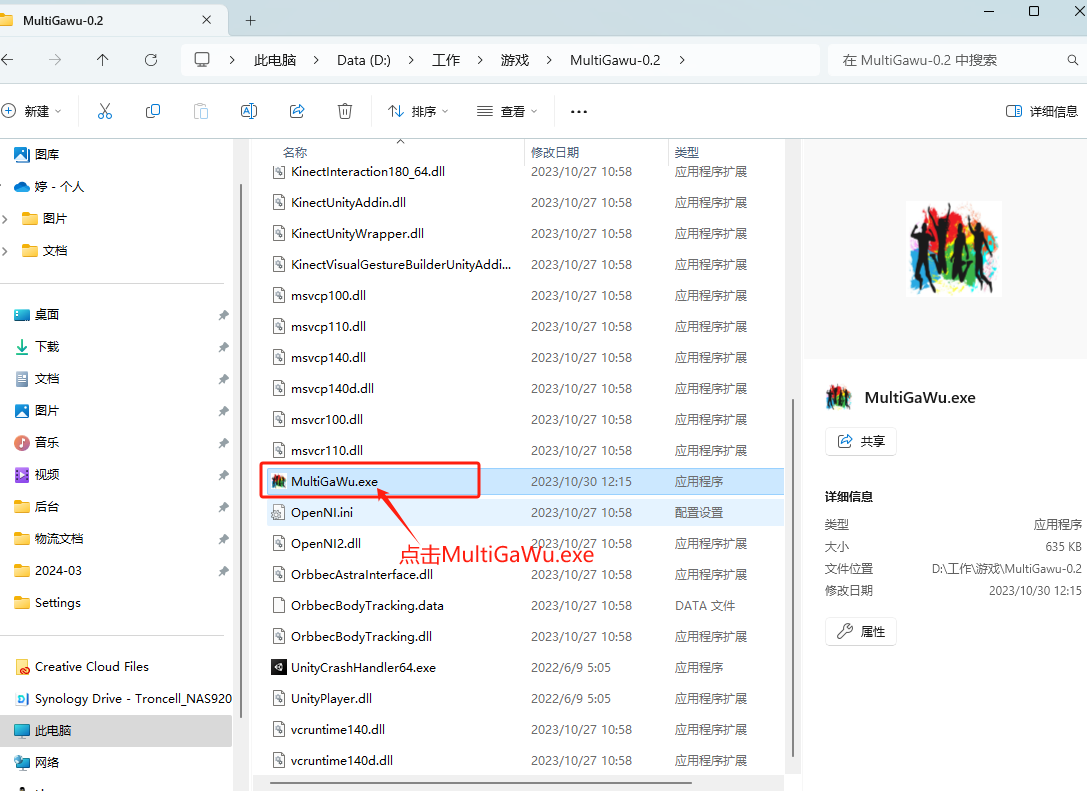 MultiGawu-0.2
此电脑 Data (D:) 工作 游戏 MultiGawu-0.2
在 MultiGawu-0.2 中搜索
新建 排序 查看 详细信息
图库
婷 - 个人
图片
文档
桌面
下载
文档
图片
音乐
视频
后台
物流文档
2024-03
Settings
Creative Cloud Files
Synology Drive - Troncell_NAS920
此电脑
网络
名称 修改日期 类型
KinectInteraction180_64.dll 2023/10/27 10:58 应用程序扩展
KinectUnityAddin.dll 2023/10/27 10:58 应用程序扩展
KinectUnityWrapper.dll 2023/10/27 10:58 应用程序扩展
KinectVisualGestureBuilderUnityAddi... 2023/10/27 10:58 应用程序扩展
msvcp100.dll 2023/10/27 10:58 应用程序扩展
msvcp110.dll 2023/10/27 10:58 应用程序扩展
msvcp140.dll 2023/10/27 10:58 应用程序扩展
msvcp140d.dll 2023/10/27 10:58 应用程序扩展
msvcr100.dll 2023/10/27 10:58 应用程序扩展
msvcr110.dll 2023/10/27 10:58 应用程序扩展
MultiGaWu.exe 2023/10/30 12:15 应用程序
OpenNI.ini 2023/10/27 10:58 配置设置
OpenNI2.dll 2023/10/27 10:58 应用程序扩展
点击MultiGaWu.exe
OrbbecAstraInterface.dll 2023/10/27 10:58 应用程序扩展
OrbbecBodyTracking.data 2023/10/27 10:58 DATA 文件
OrbbecBodyTracking.dll 2023/10/27 10:58 应用程序扩展
UnityCrashHandler64.exe 2022/6/9 5:05 应用程序
UnityPlayer.dll 2022/6/9 5:05 应用程序扩展
vcruntime140.dll 2023/10/27 10:58 应用程序扩展
vcruntime140d.dll 2023/10/27 10:58 应用程序扩展
MultiGaWu.exe
共享
详细信息
类型 应用程序
大小 635 KB
文件位置 D:\工作\游戏\MultiGawu-0.2
修改日期 2023/10/30 12:15
属性